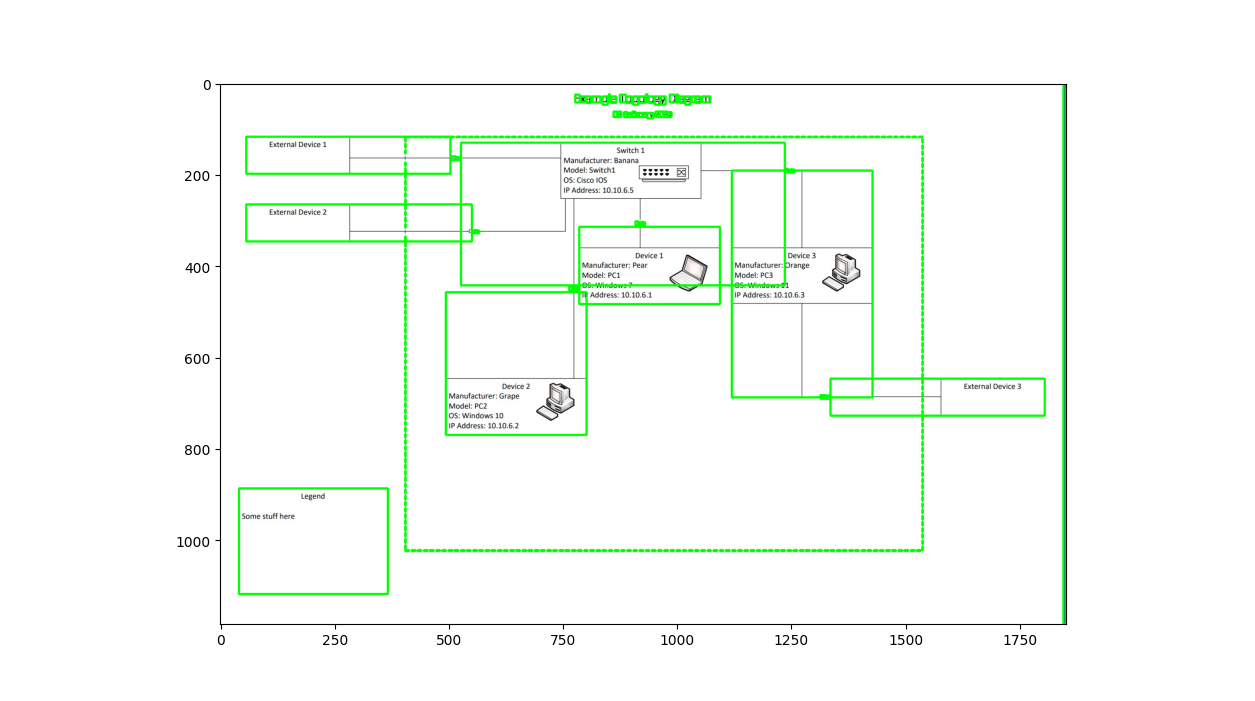 Example Topology Diagram
0
200
400
600
800
1000
0
250
500
750
1000
1250
1500
1750
External Device 1
External Device 2
Switch 1
Manufacturer: Banana
Model: Switch1
OS: Cisco IOS
IP Address: 10.10.6.5
Device 1
Manufacturer: Pear
Model: PC1
OS: Windows 7
IP Address: 10.10.6.1
Device 3
Manufacturer: Orange
Model: PC3
OS: Windows 11
IP Address: 10.10.6.3
Device 2
Manufacturer: Grape
Model: PC2
OS: Windows 10
IP Address: 10.10.6.2
External Device 3
Legend
Some stuff here